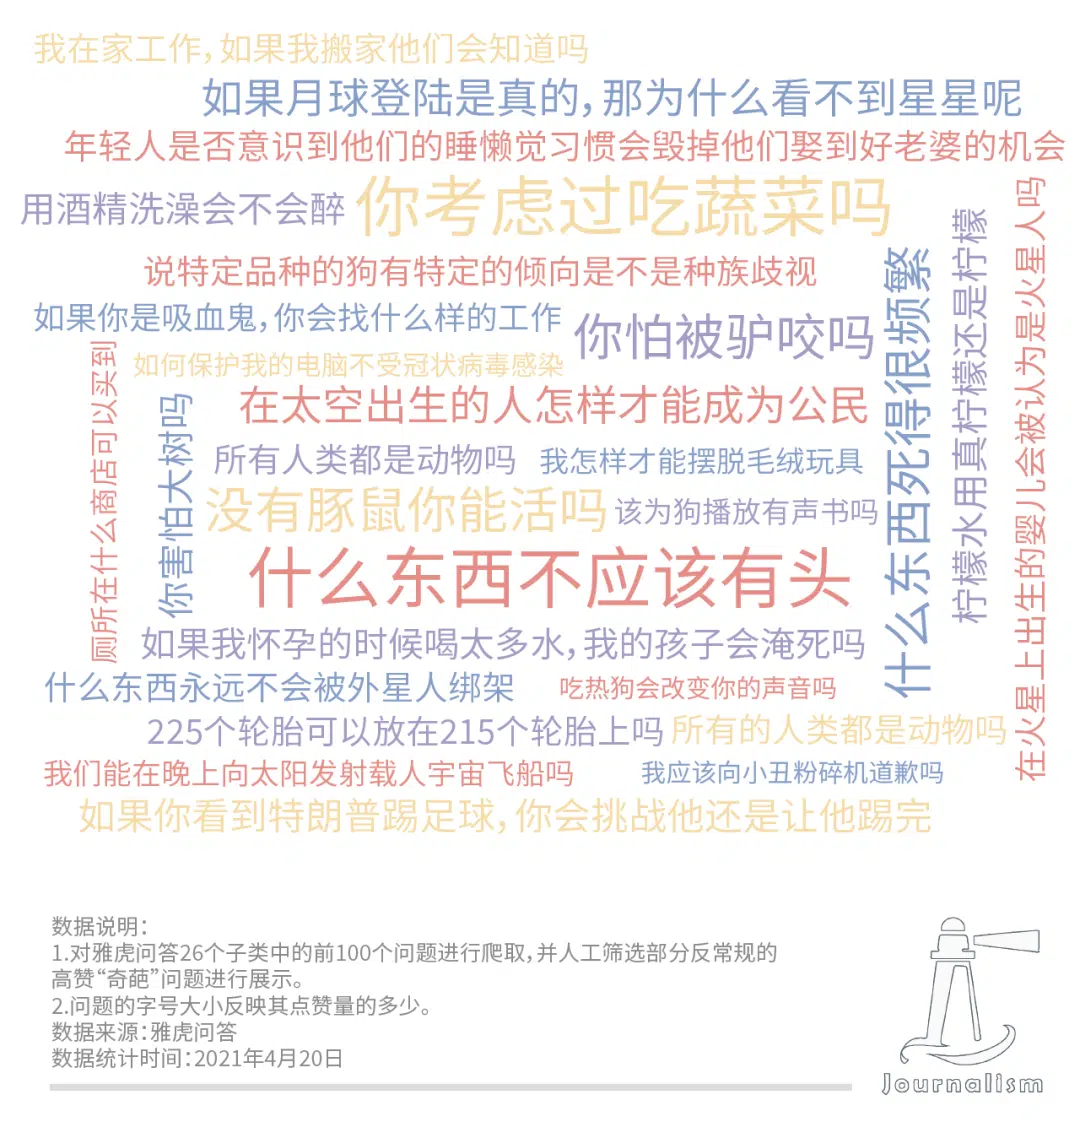 我在家工作，如果我搬家他们会知道吗
如果月球登陆是真的，那为什么看不到星星呢
年轻人是否意识到他们的睡懒觉习惯会毁掉他们娶到好老婆的机会
用酒精洗澡会不会醉
你考虑过吃蔬菜吗
说特定品种的狗有特定的倾向是不是种族歧视
如果你是吸血鬼，你会找什么样的工作
你怕被驴咬吗
如何保护我的电脑不受冠状病毒感染
在太空出生的人怎样才能成为公民
所有人类都是动物吗
我怎样才能摆脱毛绒玩具
没有豚鼠你能活吗
该为狗播放有声书吗
什么东西不应该有头
如果我怀孕的时候喝太多水，我的孩子会淹死吗
什么东西永远不会被外星人绑架
吃热狗会改变你的声音吗
225个轮胎可以放在215个轮胎上吗
所有的人类都是动物吗
我们能在晚上向太阳发射载人宇宙飞船吗
我应该向小丑粉碎机道歉吗
如果你看到特朗普踢足球，你会挑战他还是让他踢完
厕所在什么商店可以买到
你害怕大树吗
什么东西死得很频繁
柠檬水用真柠檬还是柠檬
在火星上出生的婴儿会被认为是火星人吗
数据说明：
1.对雅虎问答26个子类中的前100个问题进行爬取，并人工筛选部分反常规的
高赞“奇葩”问题进行展示。
2.问题的字号大小反映其点赞量的多少。
数据来源：雅虎问答
数据统计时间：2021年4月20日
Journalism